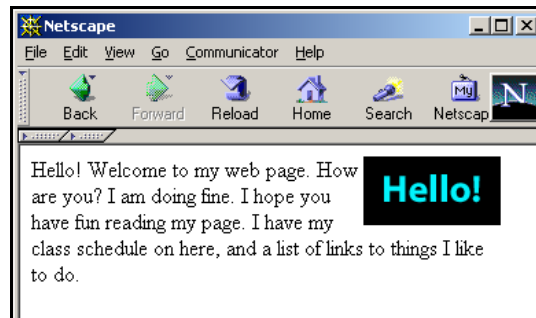 Netscape
File Edit View Go Communicator Help
Back Forward Reload Home Search Netscap
My
N
Hello! Welcome to my web page. How
are you? I am doing fine. I hope you
have fun reading my page. I have my
class schedule on here, and a list of links to things I like
to do.
Hello!